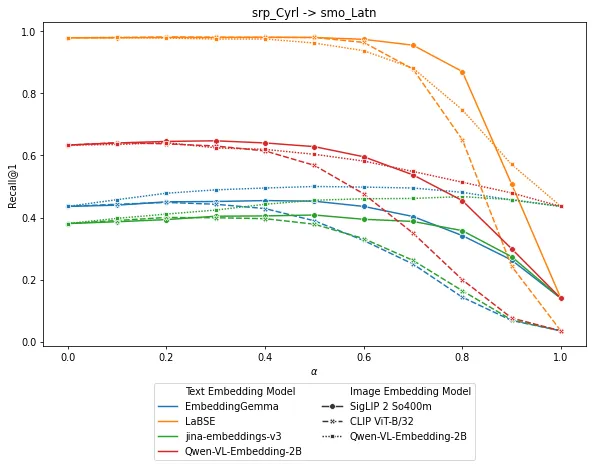 srp_Cyrl -> smo_Latn
Recall@1
1.0
0.8
0.6
0.4
0.2
0.0
0.0 0.2 0.4 0.6 0.8 1.0
α
Text Embedding Model
EmbeddingGemma
LaBSE
jina-embeddings-v3
Qwen-VL-Embedding-2B
Image Embedding Model
SigLIP 2 So400m
CLIP ViT-B/32
Qwen-VL-Embedding-2B